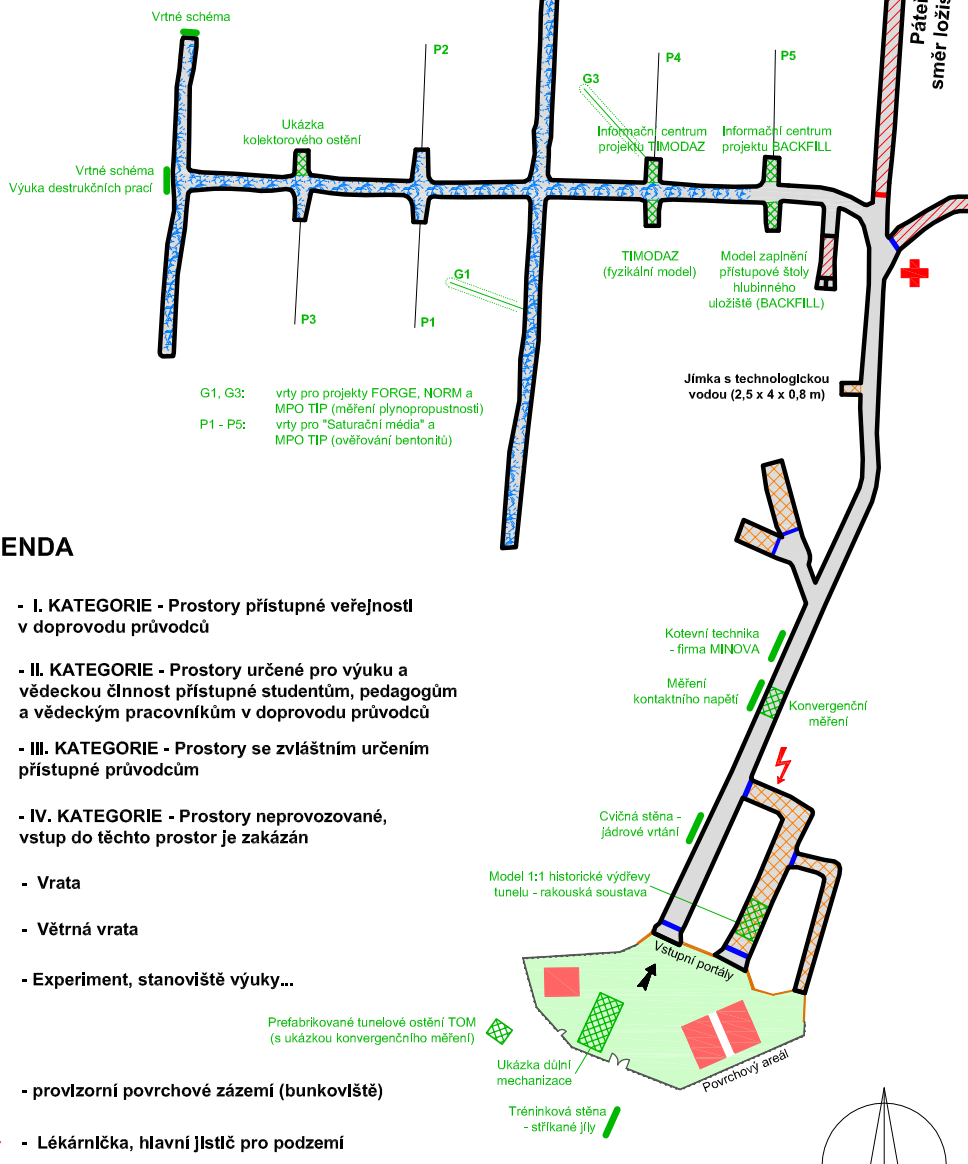 Vrtné schéma
Páteř
směr ložis
P2
P4
P5
G3
Ukázka
kolektorového ostění
Informační centrum
projektu TIMODAZ
Informační centrum
projektu BACKFILL
Vrtné schéma
Výuka destrukčních prací
TIMODAZ
(fyzikální model)
Model zaplnění
přístupové štoly
hlubinného
uložiště (BACKFILL)
G1
P3
P1
Jímka s technologickou
vodou (2,5 x 4 x 0,8 m)
G1, G3:
vrty pro projekty FORGE, NORM a
MPO TIP (měření plynopropustnosti)
P1 - P5:
vrty pro "Saturační média" a
MPO TIP (ověřování bentonitů)
ENDA
- I. KATEGORIE - Prostory přístupné veřejnosti
v doprovodu průvodců
- II. KATEGORIE - Prostory určené pro výuku a
vědeckou činnost přístupné studentům, pedagogům
a vědeckým pracovníkům v doprovodu průvodců
- III. KATEGORIE - Prostory se zvláštním určením
přístupné průvodcům
- IV. KATEGORIE - Prostory neprovozované,
vstup do těchto prostor je zakázán
- Vrata
- Větrná vrata
- Experiment, stanoviště výuky...
- provizorní povrchové zázemí (bunkoviště)
- Lékárnička, hlavní jistič pro podzemí
Kotevní technika
- firma MINOVA
Měření
kontaktního napětí
Konvergenční
měření
Cvičná stěna -
jádrové vrtání
Model 1:1 historické výdřevy
tunelu - rakouská soustava
Vstupní portály
Prefabrikované tunelové ostění TOM
(s ukázkou konvergenčního měření)
Ukázka důlní
mechanizace
Povrchový areál
Tréninková stěna
- stříkané jíly